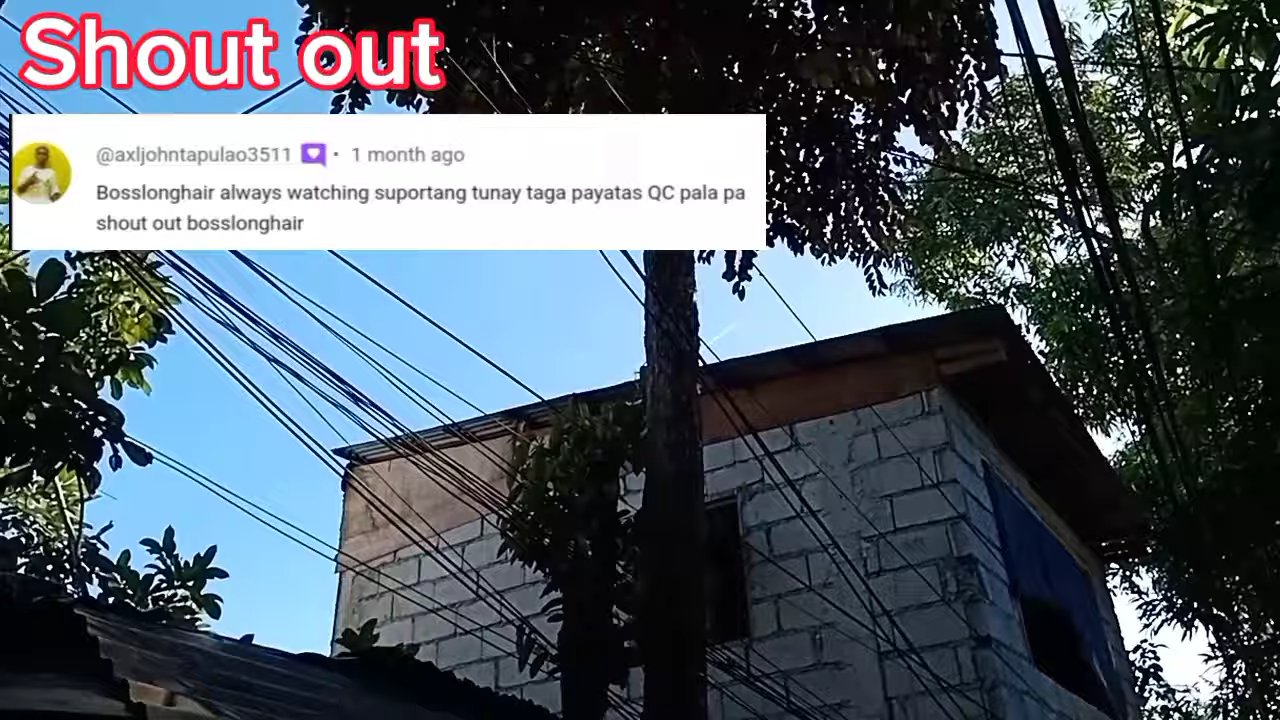 Shout out
@axljohntapulao3511 • 1 month ago
Bosslonghair always watching suportang tunay taga payatas QC pala pa
shout out bosslonghair